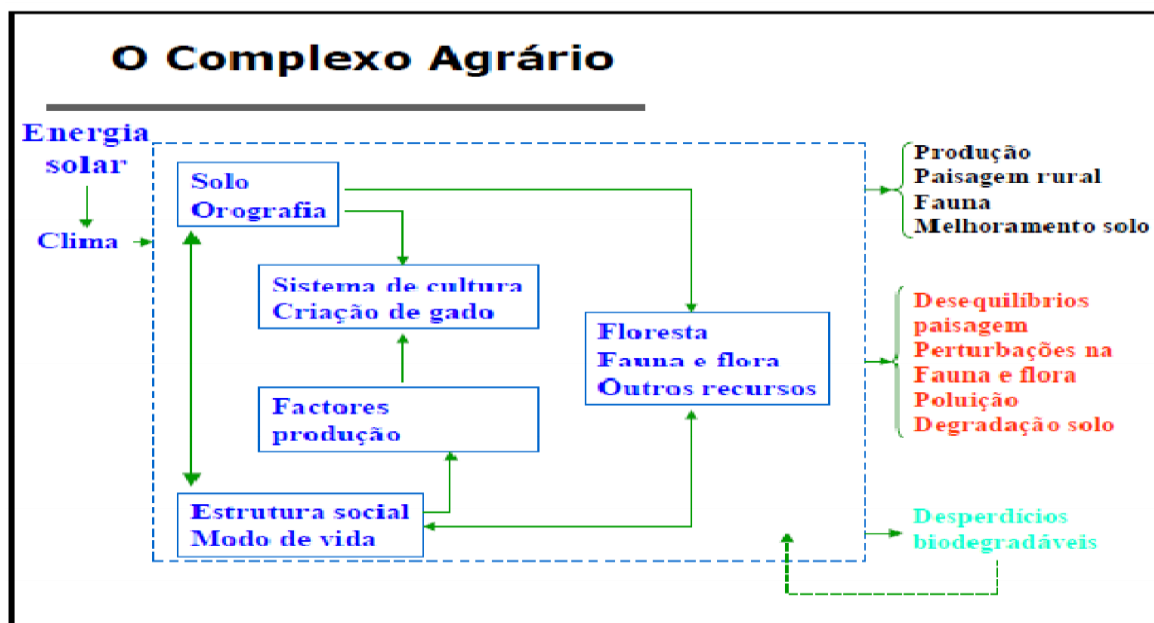 O Complexo Agrário
Energia
solar
Clima
Solo
Orografia
Sistema de cultura
Criação de gado
Factores
produção
Estrutura social
Modo de vida
Floresta
Fauna e flora
Outros recursos
Produção
Paisagem rural
Fauna
Melhoramento solo
Desequilíbrios
paisagem
Perturbações na
Fauna e flora
Poluição
Degradação solo
Desperdícios
biodegradáveis